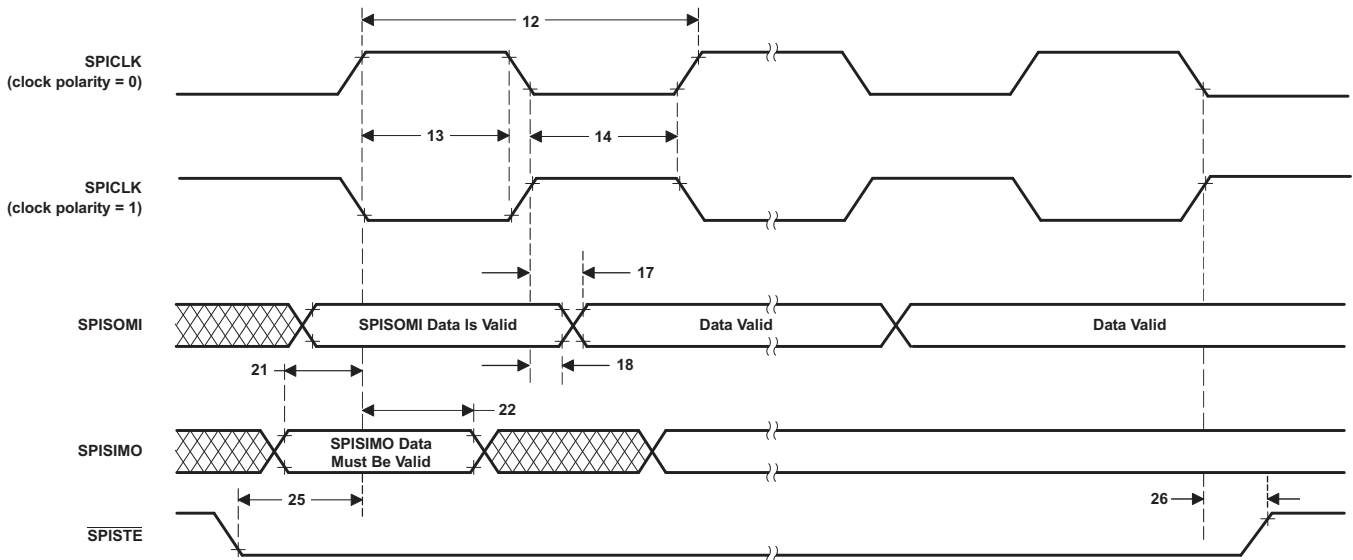 12
SPICLK
(clock polarity = 0)
13
14
SPICLK
(clock polarity = 1)
17
SPISOMI
SPISOMI Data Is Valid
Data Valid
Data Valid
21
18
22
SPISIMO
SPISIMO Data
Must Be Valid
25
26
SPISTE